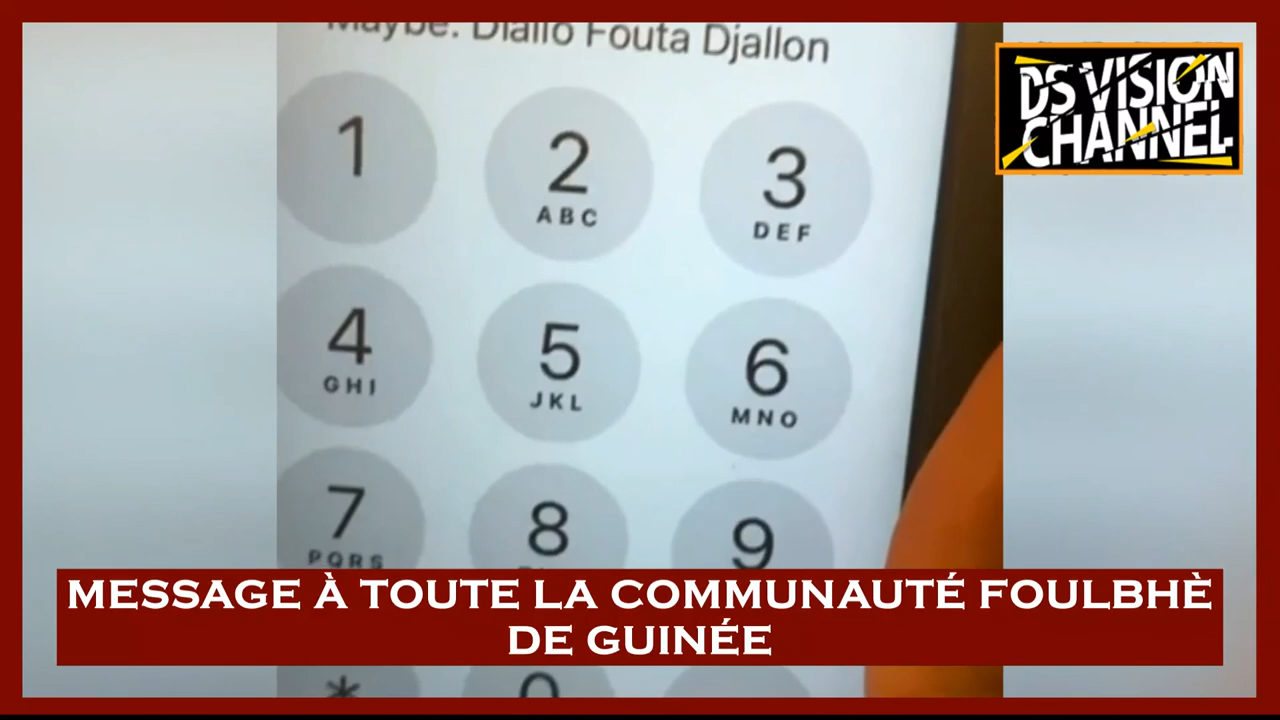 Maybe: Diallo Fouta Djallon
DS VISION
CHANNEL
1
2
3
ABC
DEF
4
5
6
GHI
JKL
MNO
7
8
9
PQRS
MESSAGE À TOUTE LA COMMUNAUTÉ FOULBHÈ
DE GUINÉE
*
0